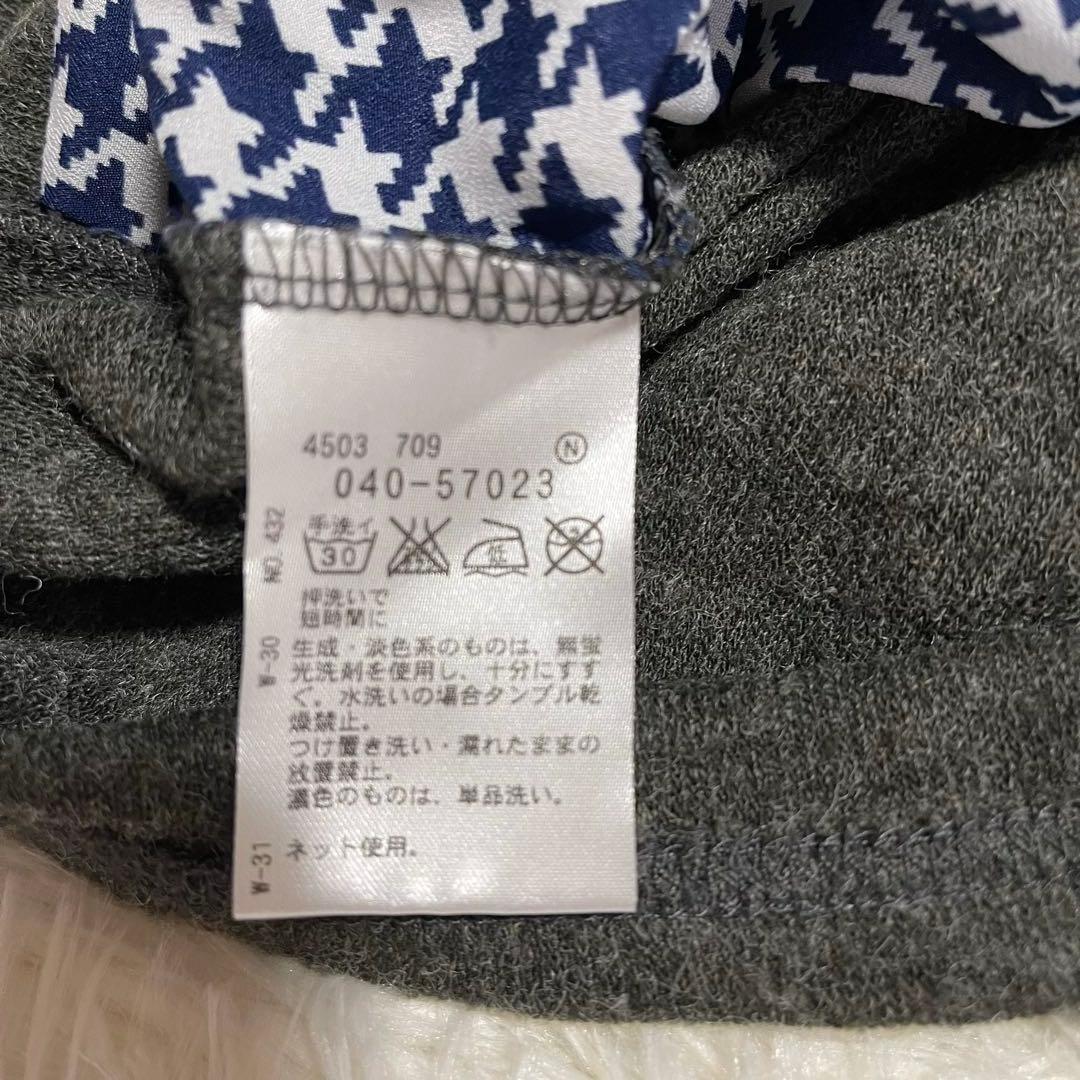 4503 709 N
040-57023
手洗イ
30 低
押洗いで
短時間に
生成・淡色系のものは、無蛍
光洗剤を使用し、十分にすす
ぐ。水洗いの場合タンブル乾
燥禁止。
つけ置き洗い・濡れたままの
放置禁止。
濃色のものは、単品洗い。
ネット使用。
NO.432
W-30
W-31